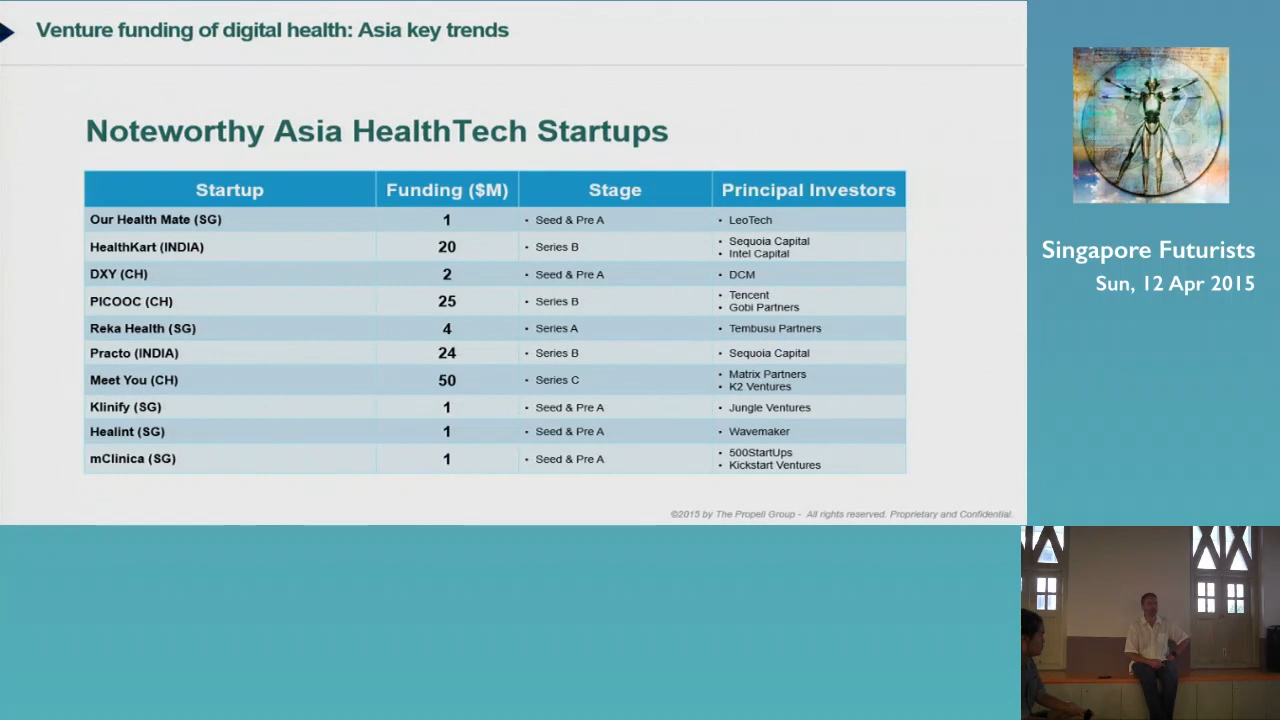 Venture funding of digital health: Asia key trends
Noteworthy Asia HealthTech Startups
Startup Funding ($M) Stage Principal Investors
Our Health Mate (SG) 1 • Seed & Pre A • LeoTech
HealthKart (INDIA) 20 • Series B • Sequoia Capital
• Intel Capital
DXY (CH) 2 • Seed & Pre A • DCM
PICOOC (CH) 25 • Series B • Tencent
• Gobi Partners
Reka Health (SG) 4 • Series A • Tembusu Partners
Practo (INDIA) 24 • Series B • Sequoia Capital
Meet You (CH) 50 • Series C • Matrix Partners
• K2 Ventures
Klinify (SG) 1 • Seed & Pre A • Jungle Ventures
Healint (SG) 1 • Seed & Pre A • Wavemaker
mClinica (SG) 1 • Seed & Pre A • 500StartUps
• Kickstart Ventures
©2015 by The Propell Group - All rights reserved. Proprietary and Confidential.
Singapore Futurists
Sun, 12 Apr 2015